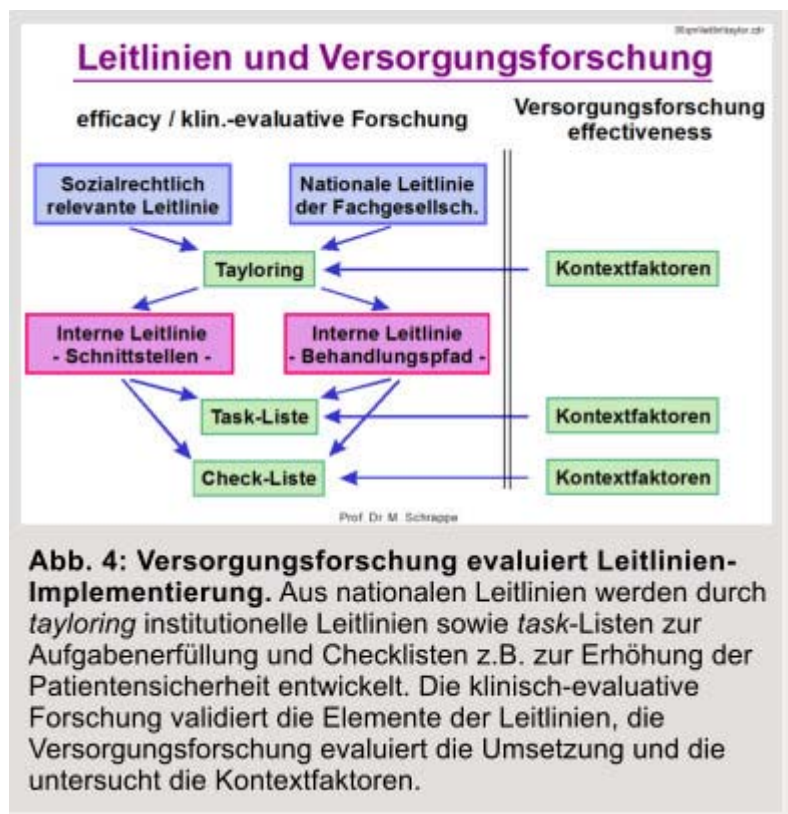 Leitlinien und Versorgungsforschung
efficacy / klin.-evaluative Forschung
Versorgungsforschung
effectiveness
Sozialrechtlich
relevante Leitlinie
Nationale Leitlinie
der Fachgesellsch.
Tayloring
Kontextfaktoren
Interne Leitlinie
- Schnittstellen -
Interne Leitlinie
- Behandlungspfad -
Task-Liste
Kontextfaktoren
Check-Liste
Kontextfaktoren
Prof. Dr. M. Schrappe
Abb. 4: Versorgungsforschung evaluiert Leitlinien-
Implementierung. Aus nationalen Leitlinien werden durch
tayloring institutionelle Leitlinien sowie task-Listen zur
Aufgabenerfüllung und Checklisten z.B. zur Erhöhung der
Patientensicherheit entwickelt. Die klinisch-evaluative
Forschung validiert die Elemente der Leitlinien, die
Versorgungsforschung evaluiert die Umsetzung und die
untersucht die Kontextfaktoren.